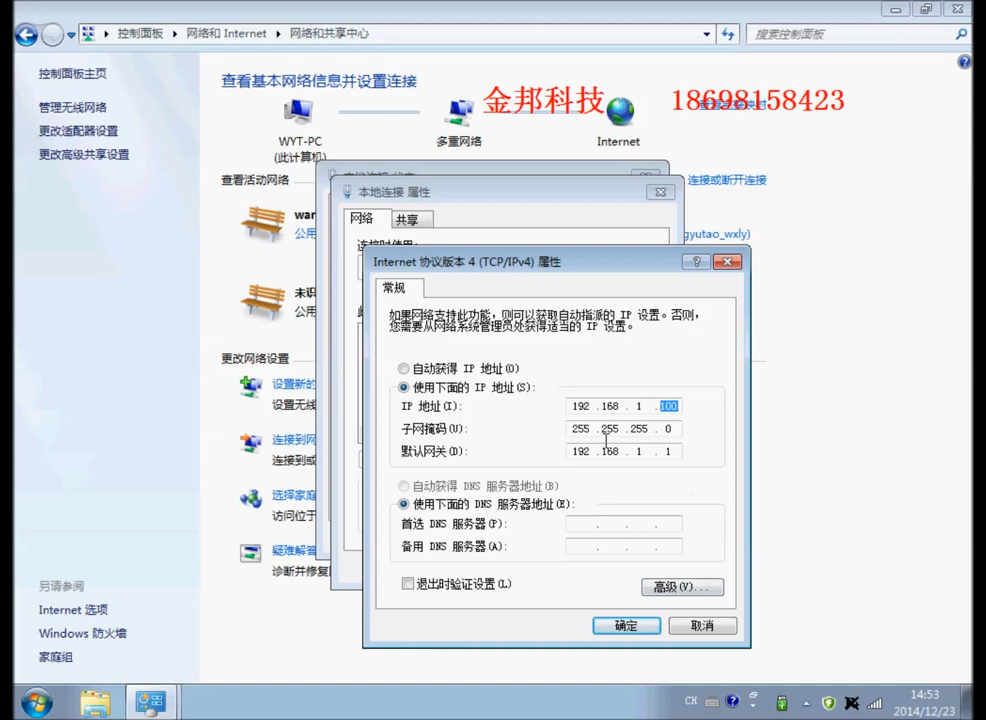 控制面板 ▸ 网络和 Internet ▸ 网络和共享中心
搜索控制面板
控制面板主页
管理无线网络
更改适配器设置
更改高级共享设置
查看基本网络信息并设置连接
金邦科技 18698158423
WYT-PC
(此计算机)
多重网络
Internet
查看活动网络
连接或断开连接
gyutao_wxly)
更改网络设置
设置新的
设置无线
连接到网
连接到或
选择家庭
访问位于
疑难解答
诊断并修复
另请参阅
Internet 选项
Windows 防火墙
家庭组
本地连接 属性
网络
共享
连接时使用:
Internet 协议版本 4 (TCP/IPv4) 属性
常规
如果网络支持此功能，则可以获取自动指派的 IP 设置。否则，
您需要从网络系统管理员处获得适当的 IP 设置。
自动获得 IP 地址(O)
使用下面的 IP 地址(S):
IP 地址(I): 192 .168 . 1 .100
子网掩码(U): 255 .255 .255 . 0
默认网关(D): 192 .168 . 1 . 1
自动获得 DNS 服务器地址(B)
使用下面的 DNS 服务器地址(E):
首选 DNS 服务器(P): . . .
备用 DNS 服务器(A): . . .
退出时验证设置(L)
高级(V)...
确定
取消
CH
14:53
2014/12/23